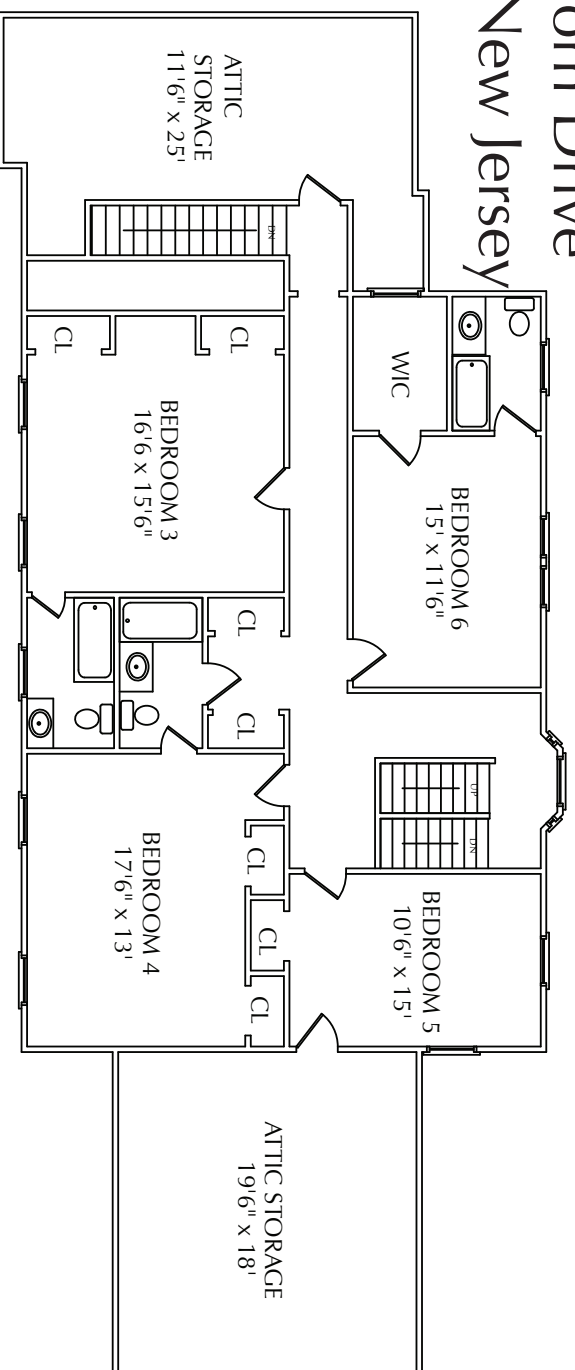 Drive
New Jersey
UP
DN
BEDROOM 6
15' x 11'6"
BEDROOM 5
10'6" x 15'
WIC
DN
ATTIC STORAGE
19'6" x 18'
CL
CL
CL
CL
CL
CL
ATTIC
STORAGE
11'6" x 25'
BEDROOM 3
16'6 x 15'6"
BEDROOM 4
17'6" x 13'
CL